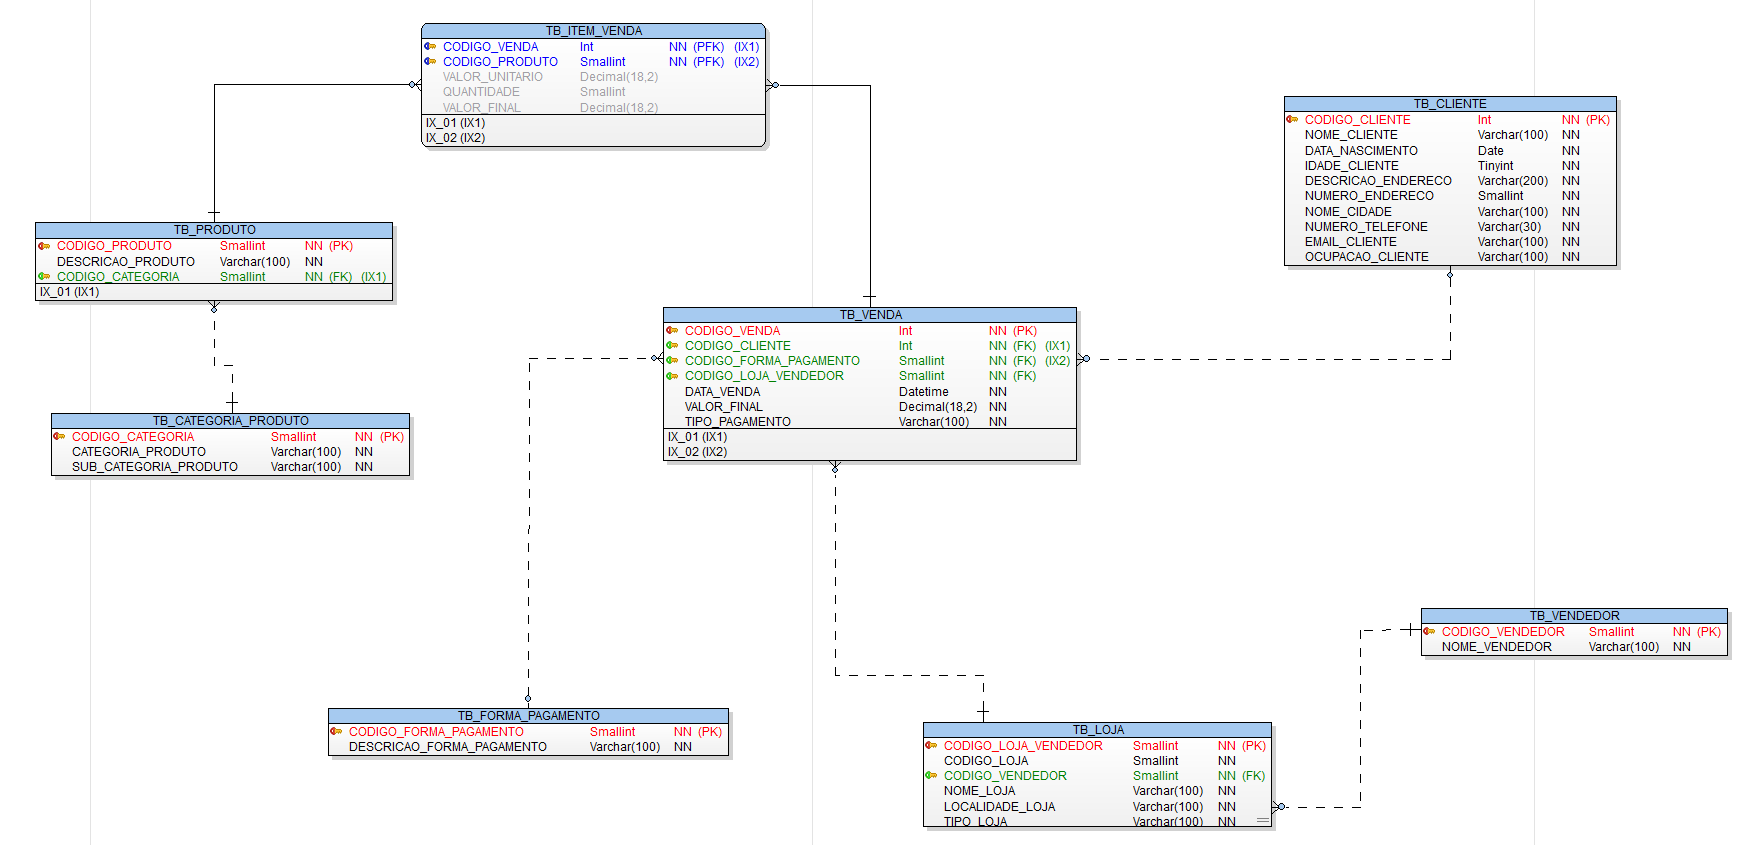 TB_ITEM_VENDA
CODIGO_VENDA Int NN (PFK) (IX1)
CODIGO_PRODUTO Smallint NN (PFK) (IX2)
VALOR_UNITARIO Decimal(18,2)
QUANTIDADE Smallint
VALOR_FINAL Decimal(18,2)
IX_01 (IX1)
IX_02 (IX2)
TB_CLIENTE
CODIGO_CLIENTE Int NN (PK)
NOME_CLIENTE Varchar(100) NN
DATA_NASCIMENTO Date NN
IDADE_CLIENTE Tinyint NN
DESCRICAO_ENDERECO Varchar(200) NN
NUMERO_ENDERECO Smallint NN
NOME_CIDADE Varchar(100) NN
NUMERO_TELEFONE Varchar(30) NN
EMAIL_CLIENTE Varchar(100) NN
OCUPACAO_CLIENTE Varchar(100) NN
TB_PRODUTO
CODIGO_PRODUTO Smallint NN (PK)
DESCRICAO_PRODUTO Varchar(100) NN
CODIGO_CATEGORIA Smallint NN (FK) (IX1)
IX_01 (IX1)
TB_VENDA
CODIGO_VENDA Int NN (PK)
CODIGO_CLIENTE Int NN (FK) (IX1)
CODIGO_FORMA_PAGAMENTO Smallint NN (FK) (IX2)
CODIGO_LOJA_VENDEDOR Smallint NN (FK)
DATA_VENDA Datetime NN
VALOR_FINAL Decimal(18,2) NN
TIPO_PAGAMENTO Varchar(100) NN
IX_01 (IX1)
IX_02 (IX2)
TB_CATEGORIA_PRODUTO
CODIGO_CATEGORIA Smallint NN (PK)
CATEGORIA_PRODUTO Varchar(100) NN
SUB_CATEGORIA_PRODUTO Varchar(100) NN
TB_VENDEDOR
CODIGO_VENDEDOR Smallint NN (PK)
NOME_VENDEDOR Varchar(100) NN
TB_FORMA_PAGAMENTO
CODIGO_FORMA_PAGAMENTO Smallint NN (PK)
DESCRICAO_FORMA_PAGAMENTO Varchar(100) NN
TB_LOJA
CODIGO_LOJA_VENDEDOR Smallint NN (PK)
CODIGO_LOJA Smallint NN
CODIGO_VENDEDOR Smallint NN (FK)
NOME_LOJA Varchar(100) NN
LOCALIDADE_LOJA Varchar(100) NN
TIPO_LOJA Varchar(100) NN